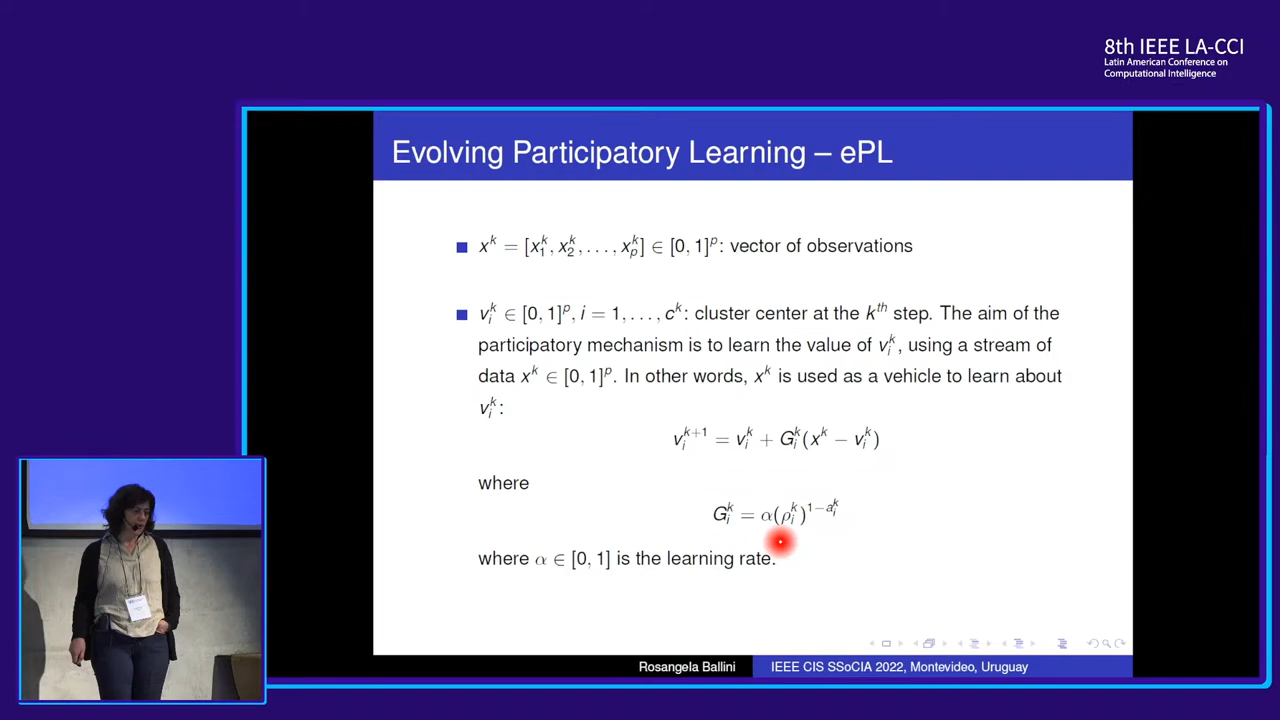 8th IEEE LA-CCI
Latin American Conference on
Computational Intelligence
Evolving Participatory Learning – ePL
x^k = [x_1^k, x_2^k, . . . , x_p^k] ∈ [0, 1]^p: vector of observations
v_i^k ∈ [0, 1]^p, i = 1, . . . , c^k: cluster center at the k^th step. The aim of the
participatory mechanism is to learn the value of v_i^k, using a stream of
data x^k ∈ [0, 1]^p. In other words, x^k is used as a vehicle to learn about
v_i^k:
v_i^{k+1} = v_i^k + G_i^k(x^k − v_i^k)
where
G_i^k = α(ρ_i^k)^{1−a_i^k}
where α ∈ [0, 1] is the learning rate.
Rosangela Ballini IEEE CIS SSoCIA 2022, Montevideo, Uruguay